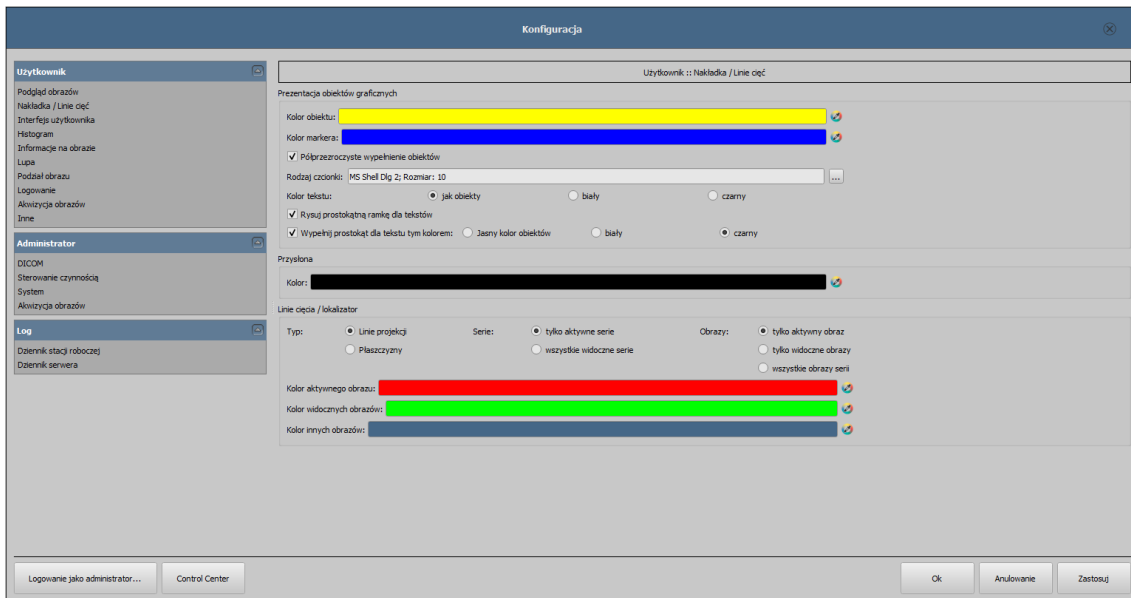 Konfiguracja
Użytkownik
Podgląd obrazów
Nakładka / Linie cięć
Interfejs użytkownika
Histogram
Informacje na obrazie
Lupa
Podział obrazu
Logowanie
Akwizycja obrazów
Inne
Administrator
DICOM
Sterowanie czynnością
System
Akwizycja obrazów
Log
Dziennik stacji roboczej
Dziennik serwera
Użytkownik :: Nakładka / Linie cięć
Prezentacja obiektów graficznych
Kolor obiektu:
Kolor markera:
Półprzezroczyste wypełnienie obiektów
Rodzaj czcionki: MS Shell Dlg 2; Rozmiar: 10 ...
Kolor tekstu: jak obiekty biały czarny
Rysuj prostokątną ramkę dla tekstów
Wypełnij prostokąt dla tekstu tym kolorem: Jasny kolor obiektów biały czarny
Przysłona
Kolor:
Linie cięcia / lokalizator
Typ: Linie projekcji Serie: tylko aktywne serie Obrazy: tylko aktywny obraz
Płaszczyzny wszystkie widoczne serie tylko widoczne obrazy
wszystkie obrazy serii
Kolor aktywnego obrazu:
Kolor widocznych obrazów:
Kolor innych obrazów:
Logowanie jako administrator... Control Center Ok Anulowanie Zastosuj